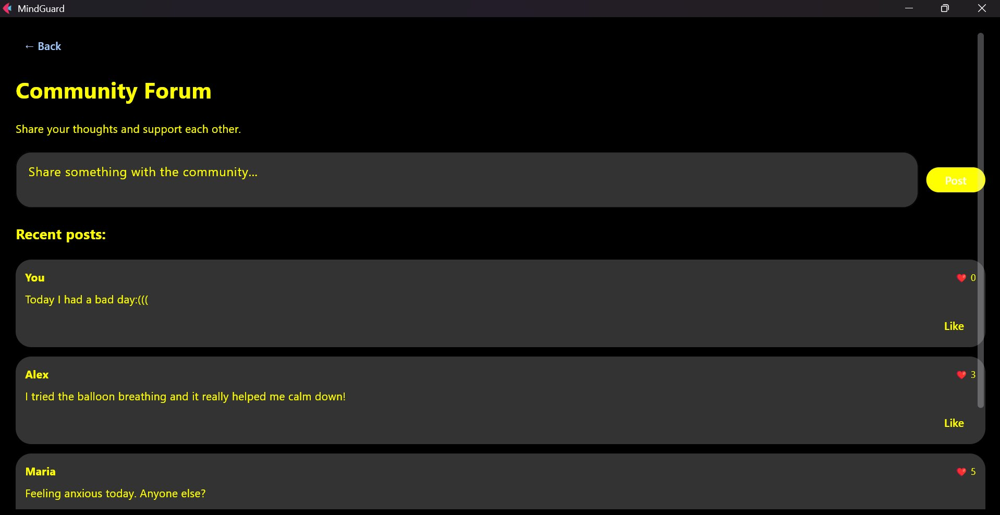 MindGuard
← Back
Community Forum
Share your thoughts and support each other.
Share something with the community...
Post
Recent posts:
You
❤️ 0
Today I had a bad day:(((
Like
Alex
❤️ 3
I tried the balloon breathing and it really helped me calm down!
Like
Maria
❤️ 5
Feeling anxious today. Anyone else?